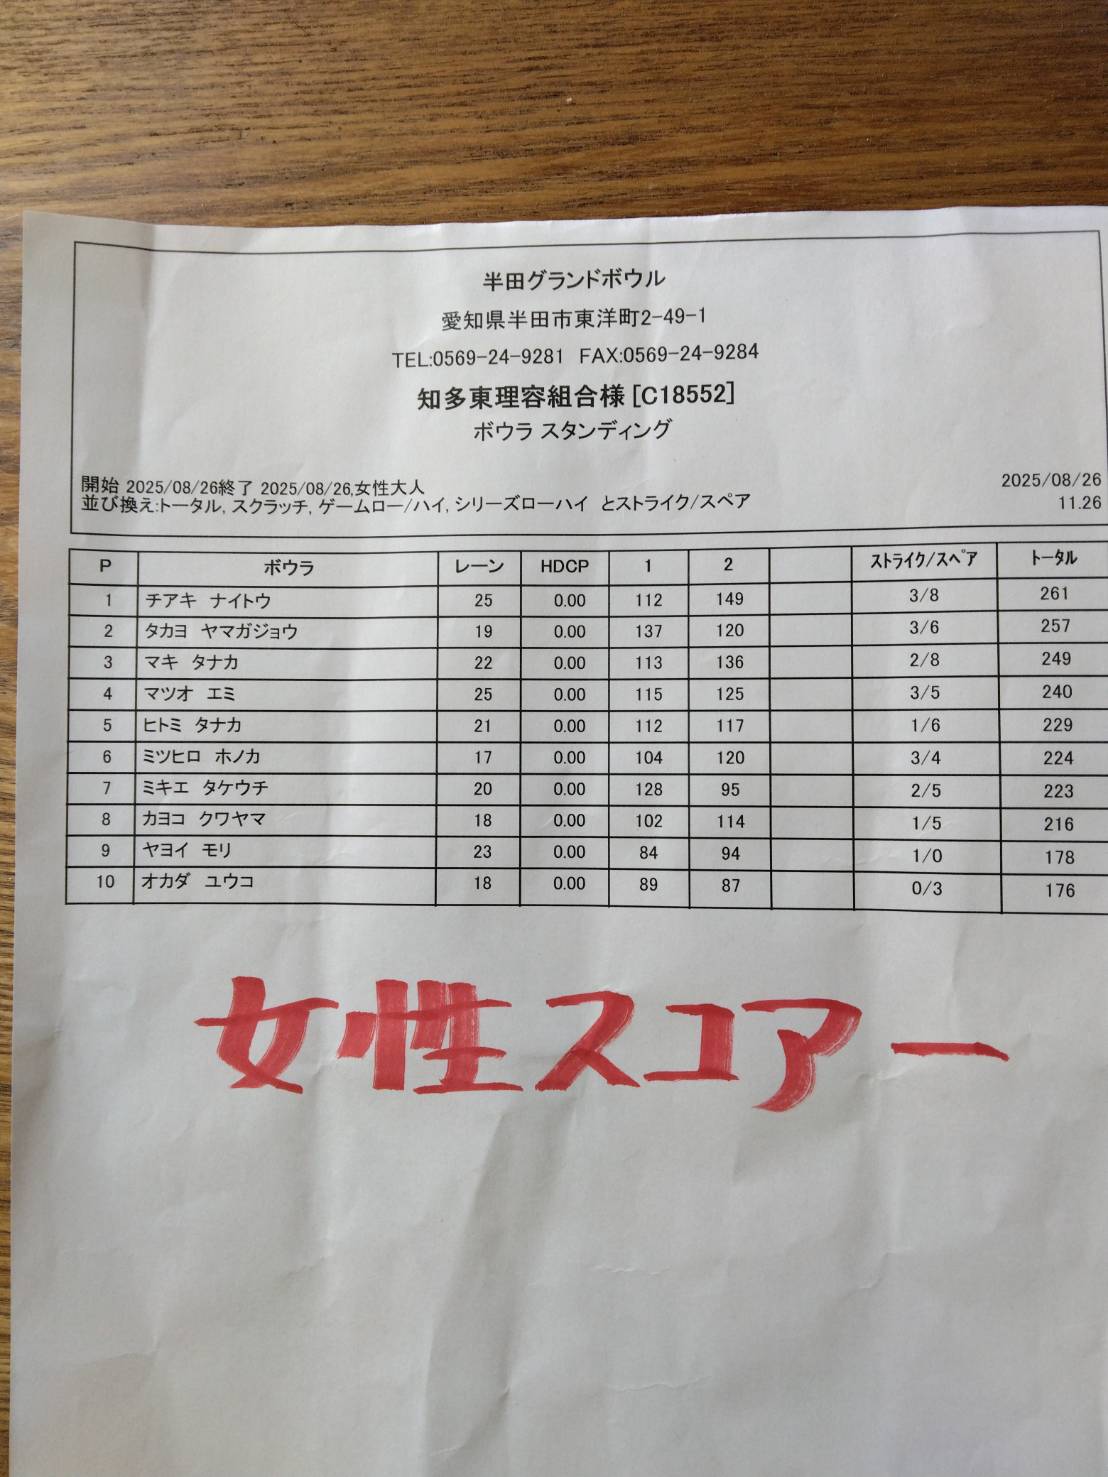 半田グランドボウル
愛知県半田市東洋町2-49-1
TEL:0569-24-9281 FAX:0569-24-9284
知多東理容組合様 [C18552]
ボウラ スタンディング
開始 2025/08/26終了 2025/08/26,女性大人 2025/08/26
並び換え:トータル, スクラッチ, ゲームロー/ハイ, シリーズローハイ とストライク/スペア 11.26
P ボウラ レーン HDCP 1 2 ストライク/スペア トータル
1 チアキ ナイトウ 25 0.00 112 149 3/8 261
2 タカヨ ヤマガジョウ 19 0.00 137 120 3/6 257
3 マキ タナカ 22 0.00 113 136 2/8 249
4 マツオ エミ 25 0.00 115 125 3/5 240
5 ヒトミ タナカ 21 0.00 112 117 1/6 229
6 ミツヒロ ホノカ 17 0.00 104 120 3/4 224
7 ミキエ タケウチ 20 0.00 128 95 2/5 223
8 カヨコ クワヤマ 18 0.00 102 114 1/5 216
9 ヤヨイ モリ 23 0.00 84 94 1/0 178
10 オカダ ユウコ 18 0.00 89 87 0/3 176
女性スコアー